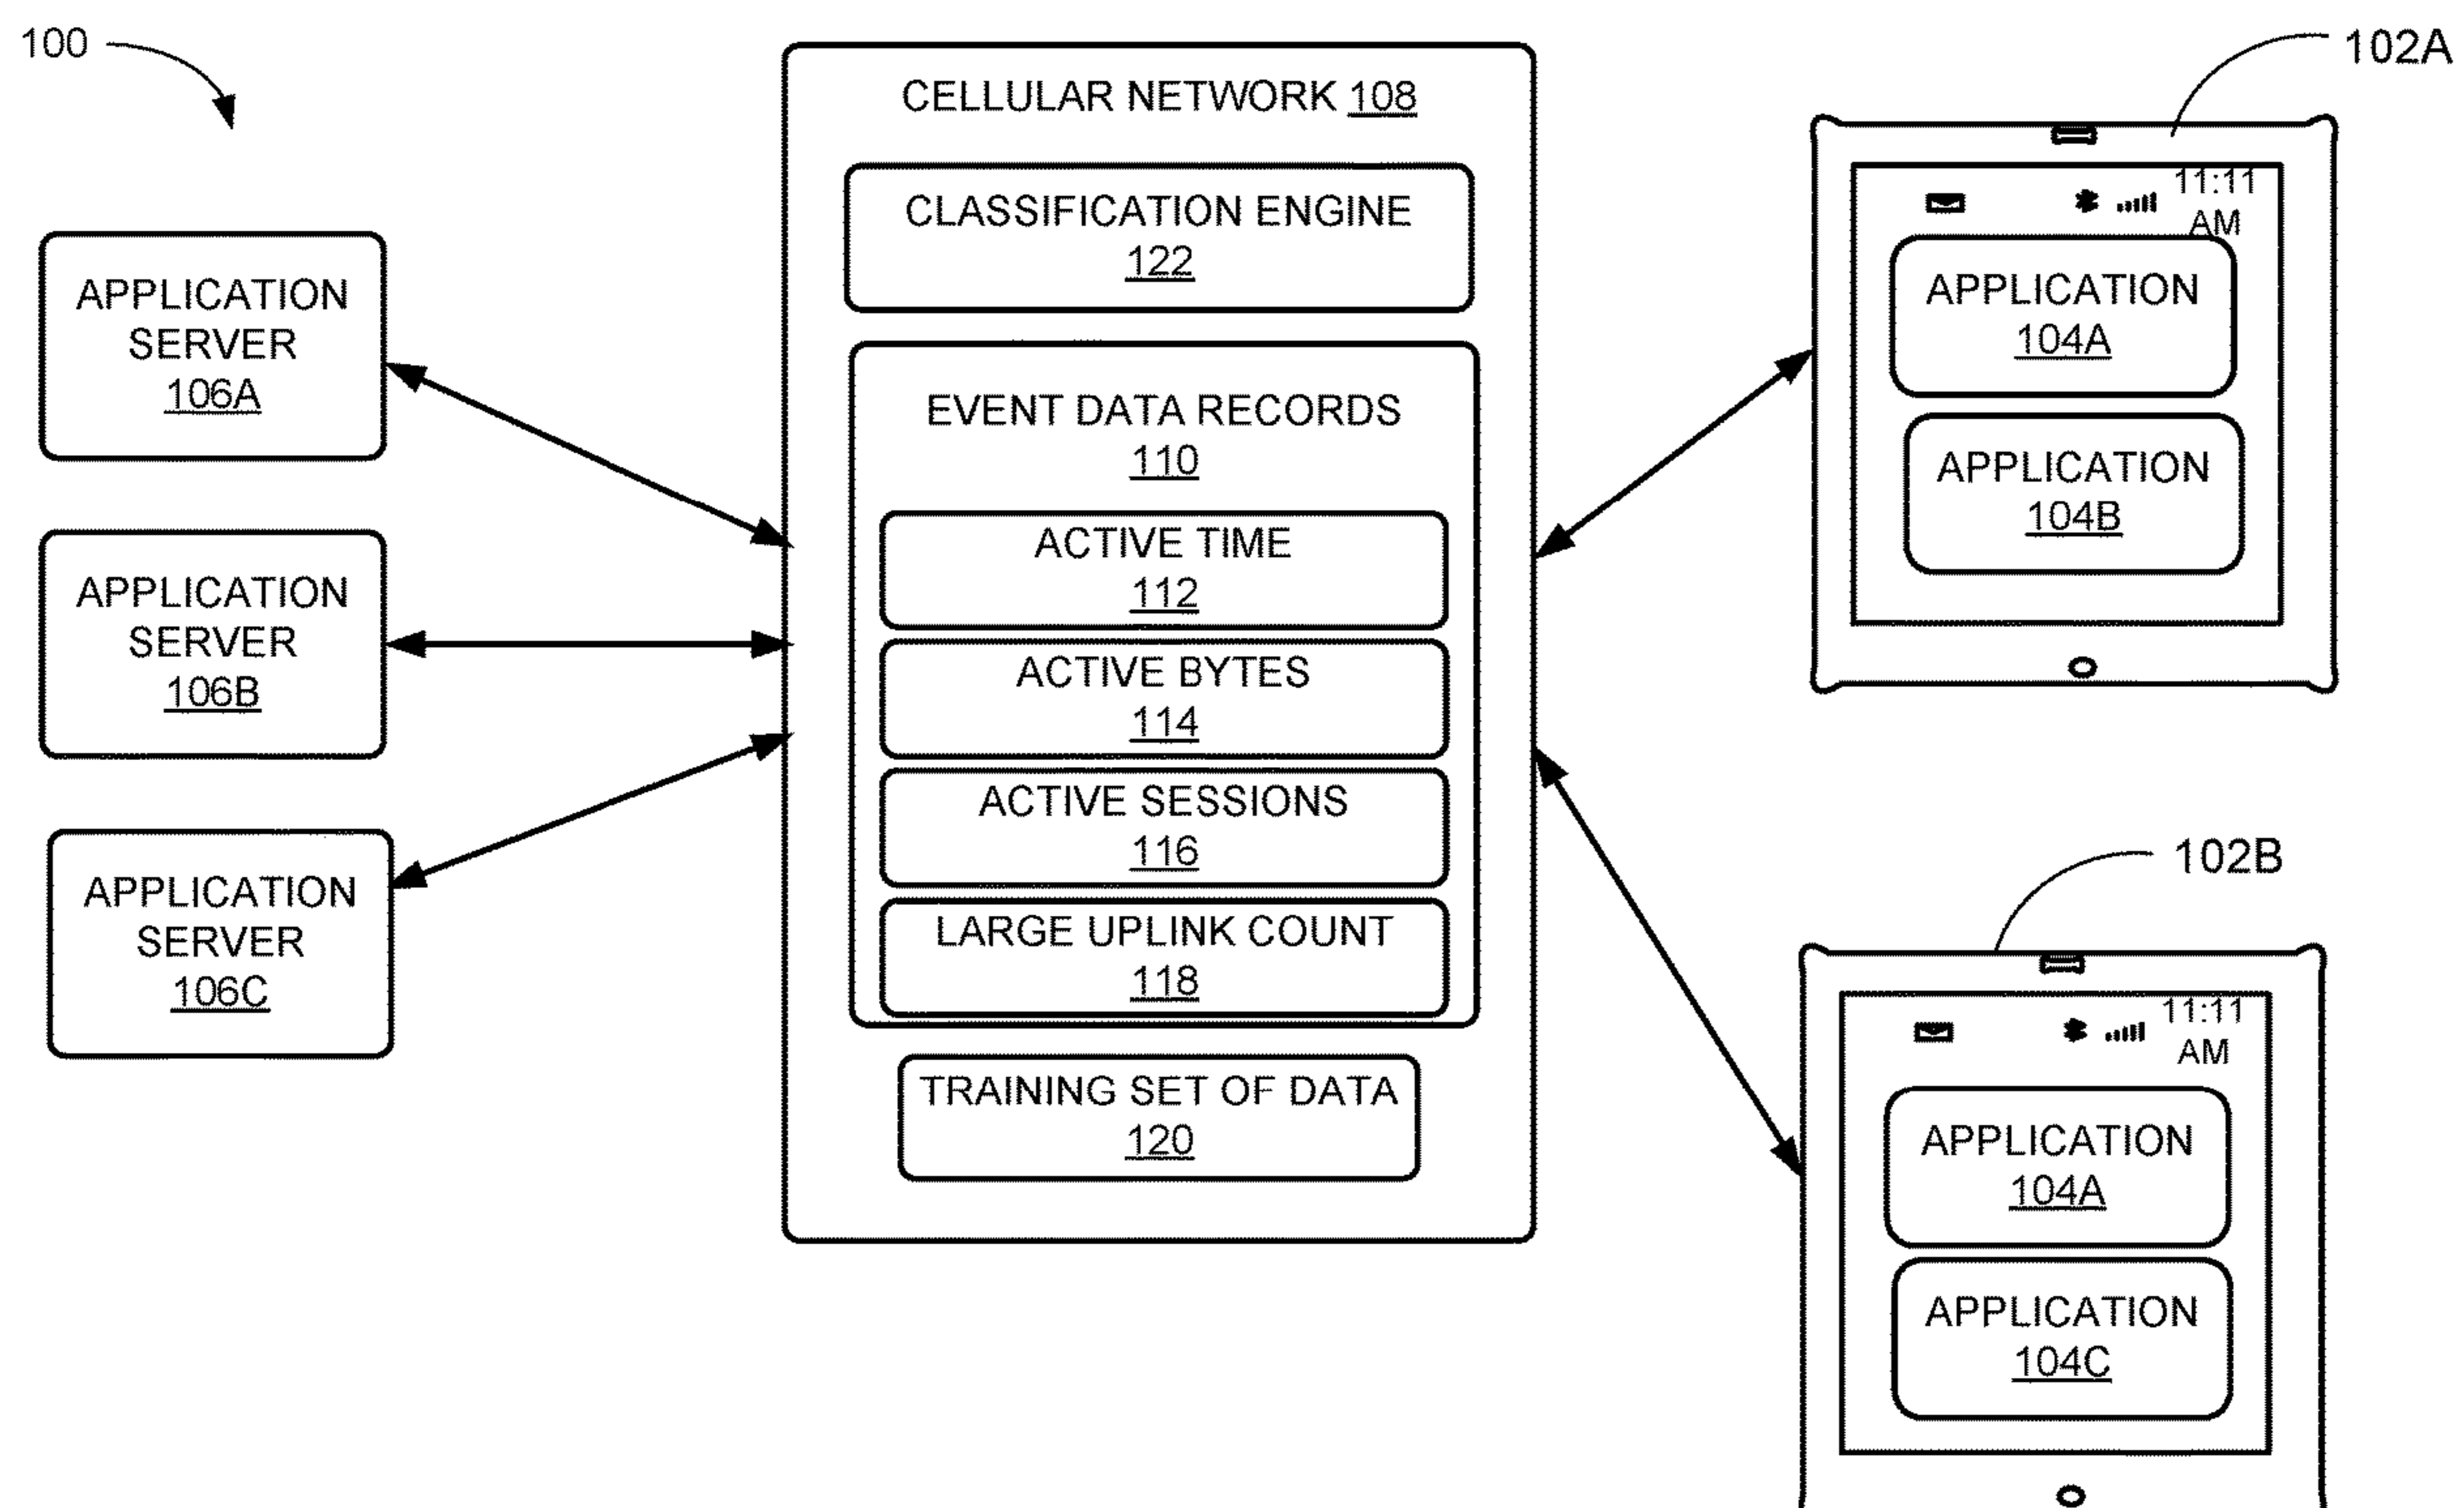 100
APPLICATION
SERVER
106A
APPLICATION
SERVER
106B
APPLICATION
SERVER
106C
CELLULAR NETWORK 108
CLASSIFICATION ENGINE
122
EVENT DATA RECORDS
110
ACTIVE TIME
112
ACTIVE BYTES
114
ACTIVE SESSIONS
116
LARGE UPLINK COUNT
118
TRAINING SET OF DATA
120
102A
11:11
AM
APPLICATION
104A
APPLICATION
104B
102B
11:11
AM
APPLICATION
104A
APPLICATION
104C